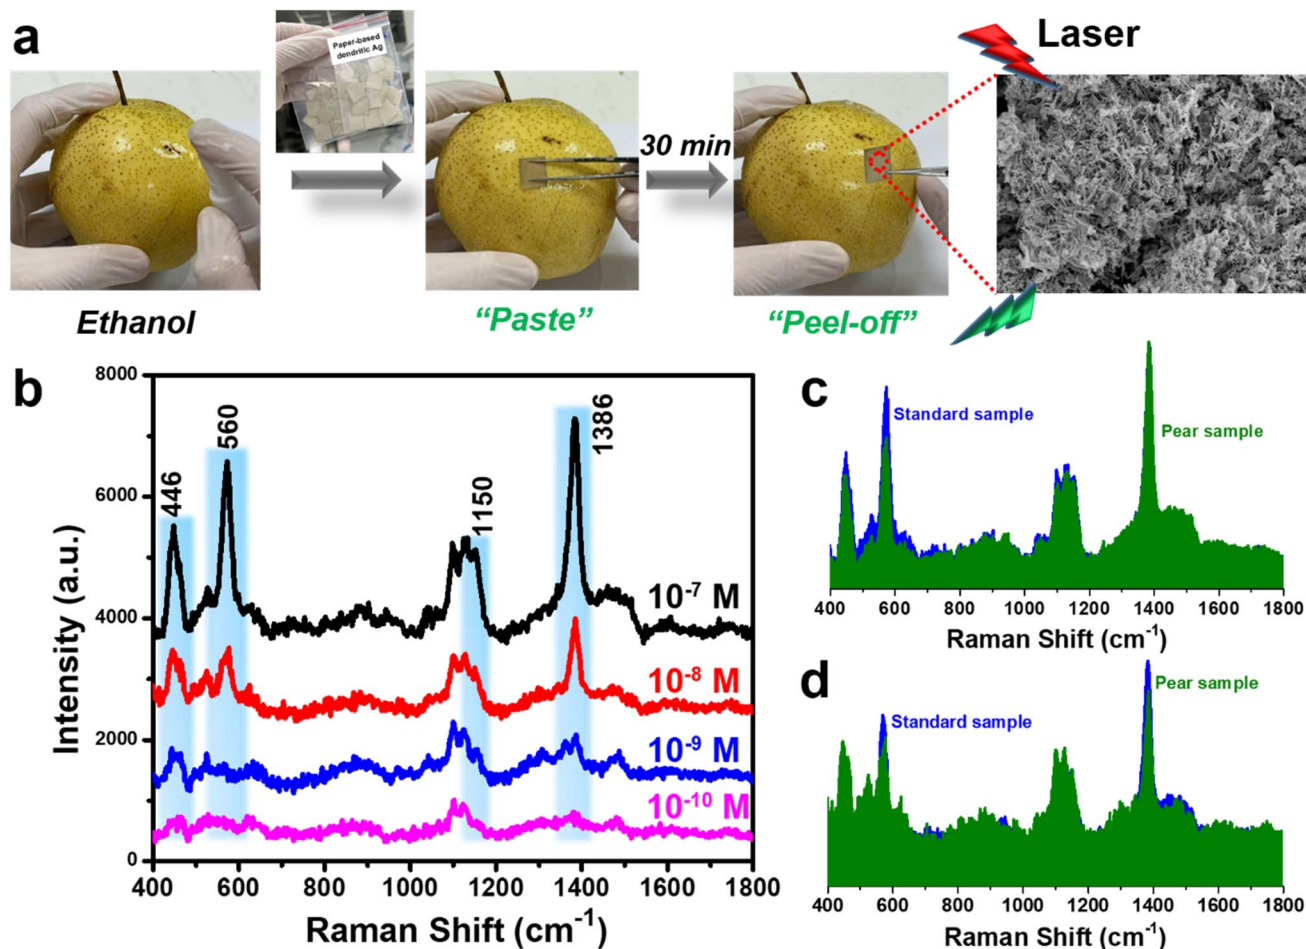 a
Paper-based
dendritic Ag
Laser
30 min
Ethanol
“Paste”
“Peel-off”
b
8000
6000
4000
2000
0
Intensity (a.u.)
446
560
1150
1386
10⁻⁷ M
10⁻⁸ M
10⁻⁹ M
10⁻¹⁰ M
400 600 800 1000 1200 1400 1600 1800
Raman Shift (cm⁻¹)
c
Standard sample
Pear sample
400 600 800 1000 1200 1400 1600 1800
Raman Shift (cm⁻¹)
d
Standard sample
Pear sample
400 600 800 1000 1200 1400 1600 1800
Raman Shift (cm⁻¹)